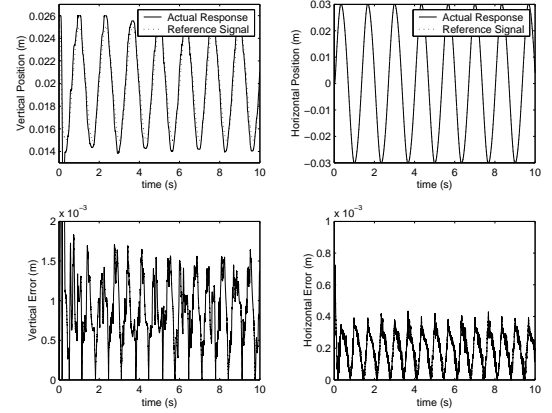 0.026
0.024
0.022
0.02
0.018
0.016
0.014
Vertical Position (m)
Actual Response
Reference Signal
0 2 4 6 8 10
time (s)
0.03
0.02
0.01
0
−0.01
−0.02
−0.03
Horizontal Position (m)
Actual Response
Reference Signal
0 2 4 6 8 10
time (s)
x 10−3
2
1.5
1
0.5
0
Vertical Error (m)
0 2 4 6 8 10
time (s)
x 10−3
1
0.8
0.6
0.4
0.2
0
Horizontal Error (m)
0 2 4 6 8 10
time (s)